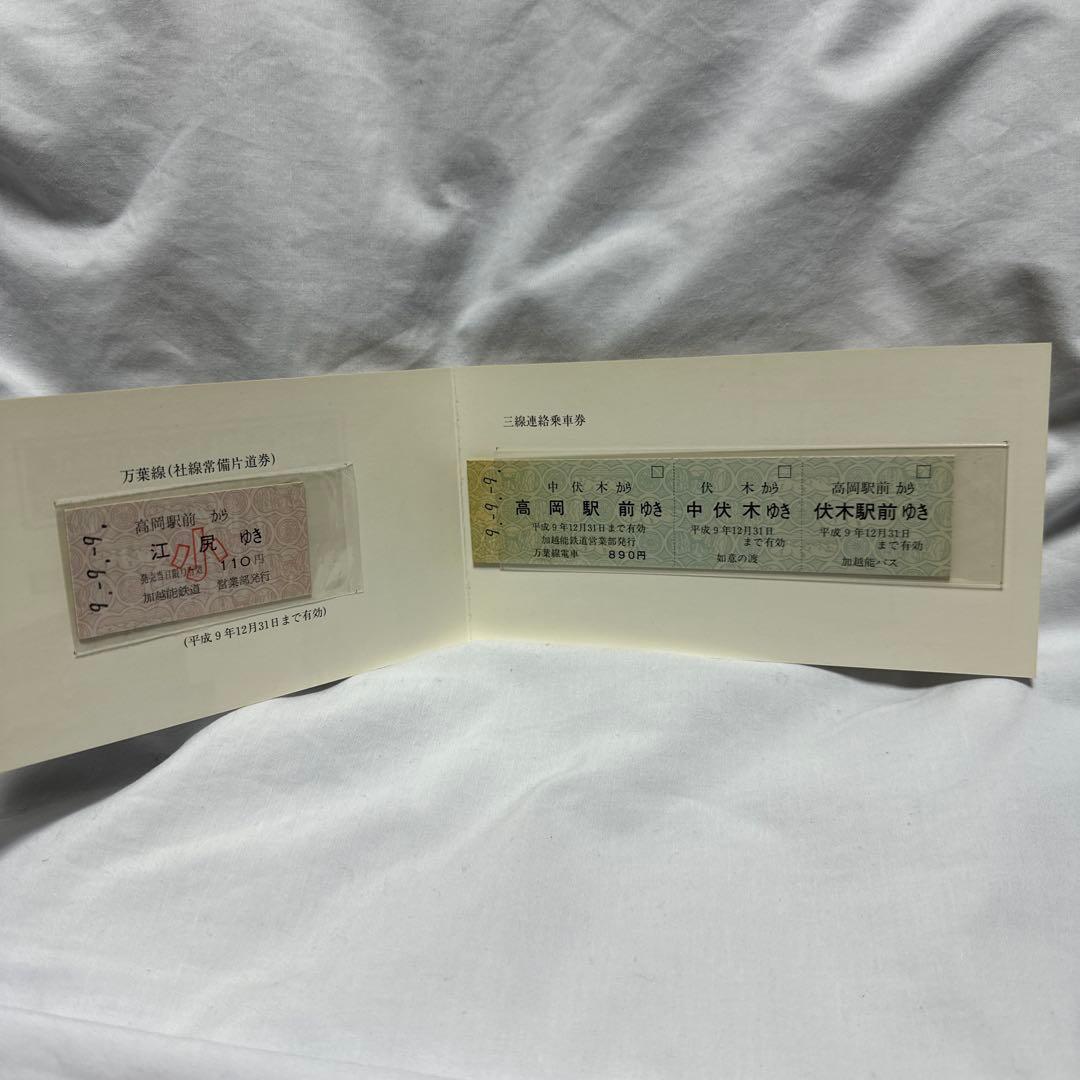 万葉線(社線常備片道券)
9.-9.-9.
高岡駅前 から
江尻 ゆき
小
発売当日限り有効 110円
加越能鉄道 営業部発行
(平成9年12月31日まで有効)
三線連絡乗車券
9.-9.-9.
中伏木から
高岡駅前ゆき
平成9年12月31日まで有効
加越能鉄道営業部発行
万葉線電車 890円
伏木から
中伏木ゆき
平成9年12月31日
まで有効
如意の渡
高岡駅前から
伏木駅前ゆき
平成9年12月31日
まで有効
加越能バス